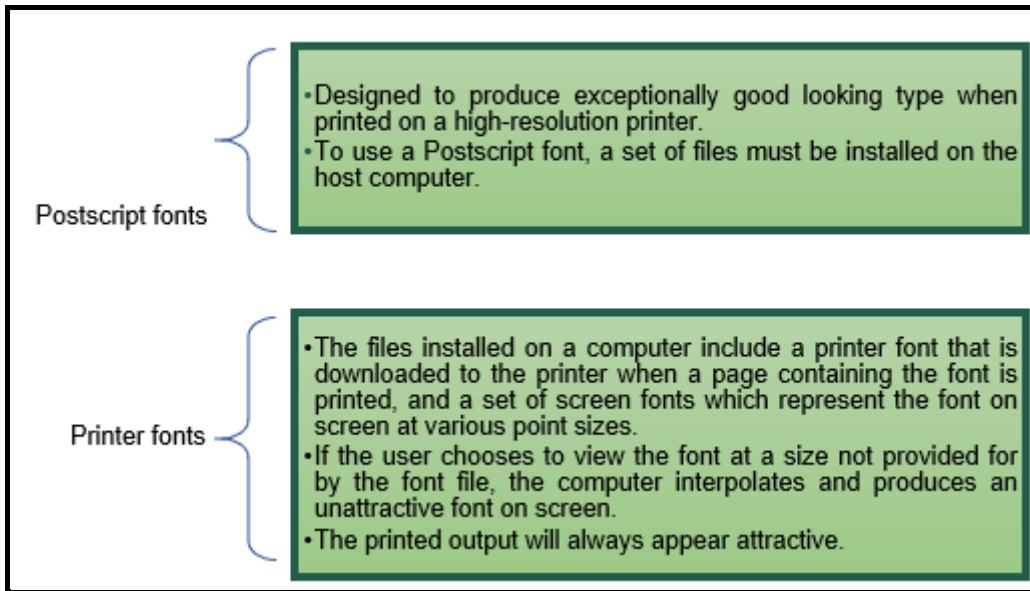 Postscript fonts
•Designed to produce exceptionally good looking type when
printed on a high-resolution printer.
•To use a Postscript font, a set of files must be installed on the
host computer.
Printer fonts
•The files installed on a computer include a printer font that is
downloaded to the printer when a page containing the font is
printed, and a set of screen fonts which represent the font on
screen at various point sizes.
•If the user chooses to view the font at a size not provided for
by the font file, the computer interpolates and produces an
unattractive font on screen.
•The printed output will always appear attractive.